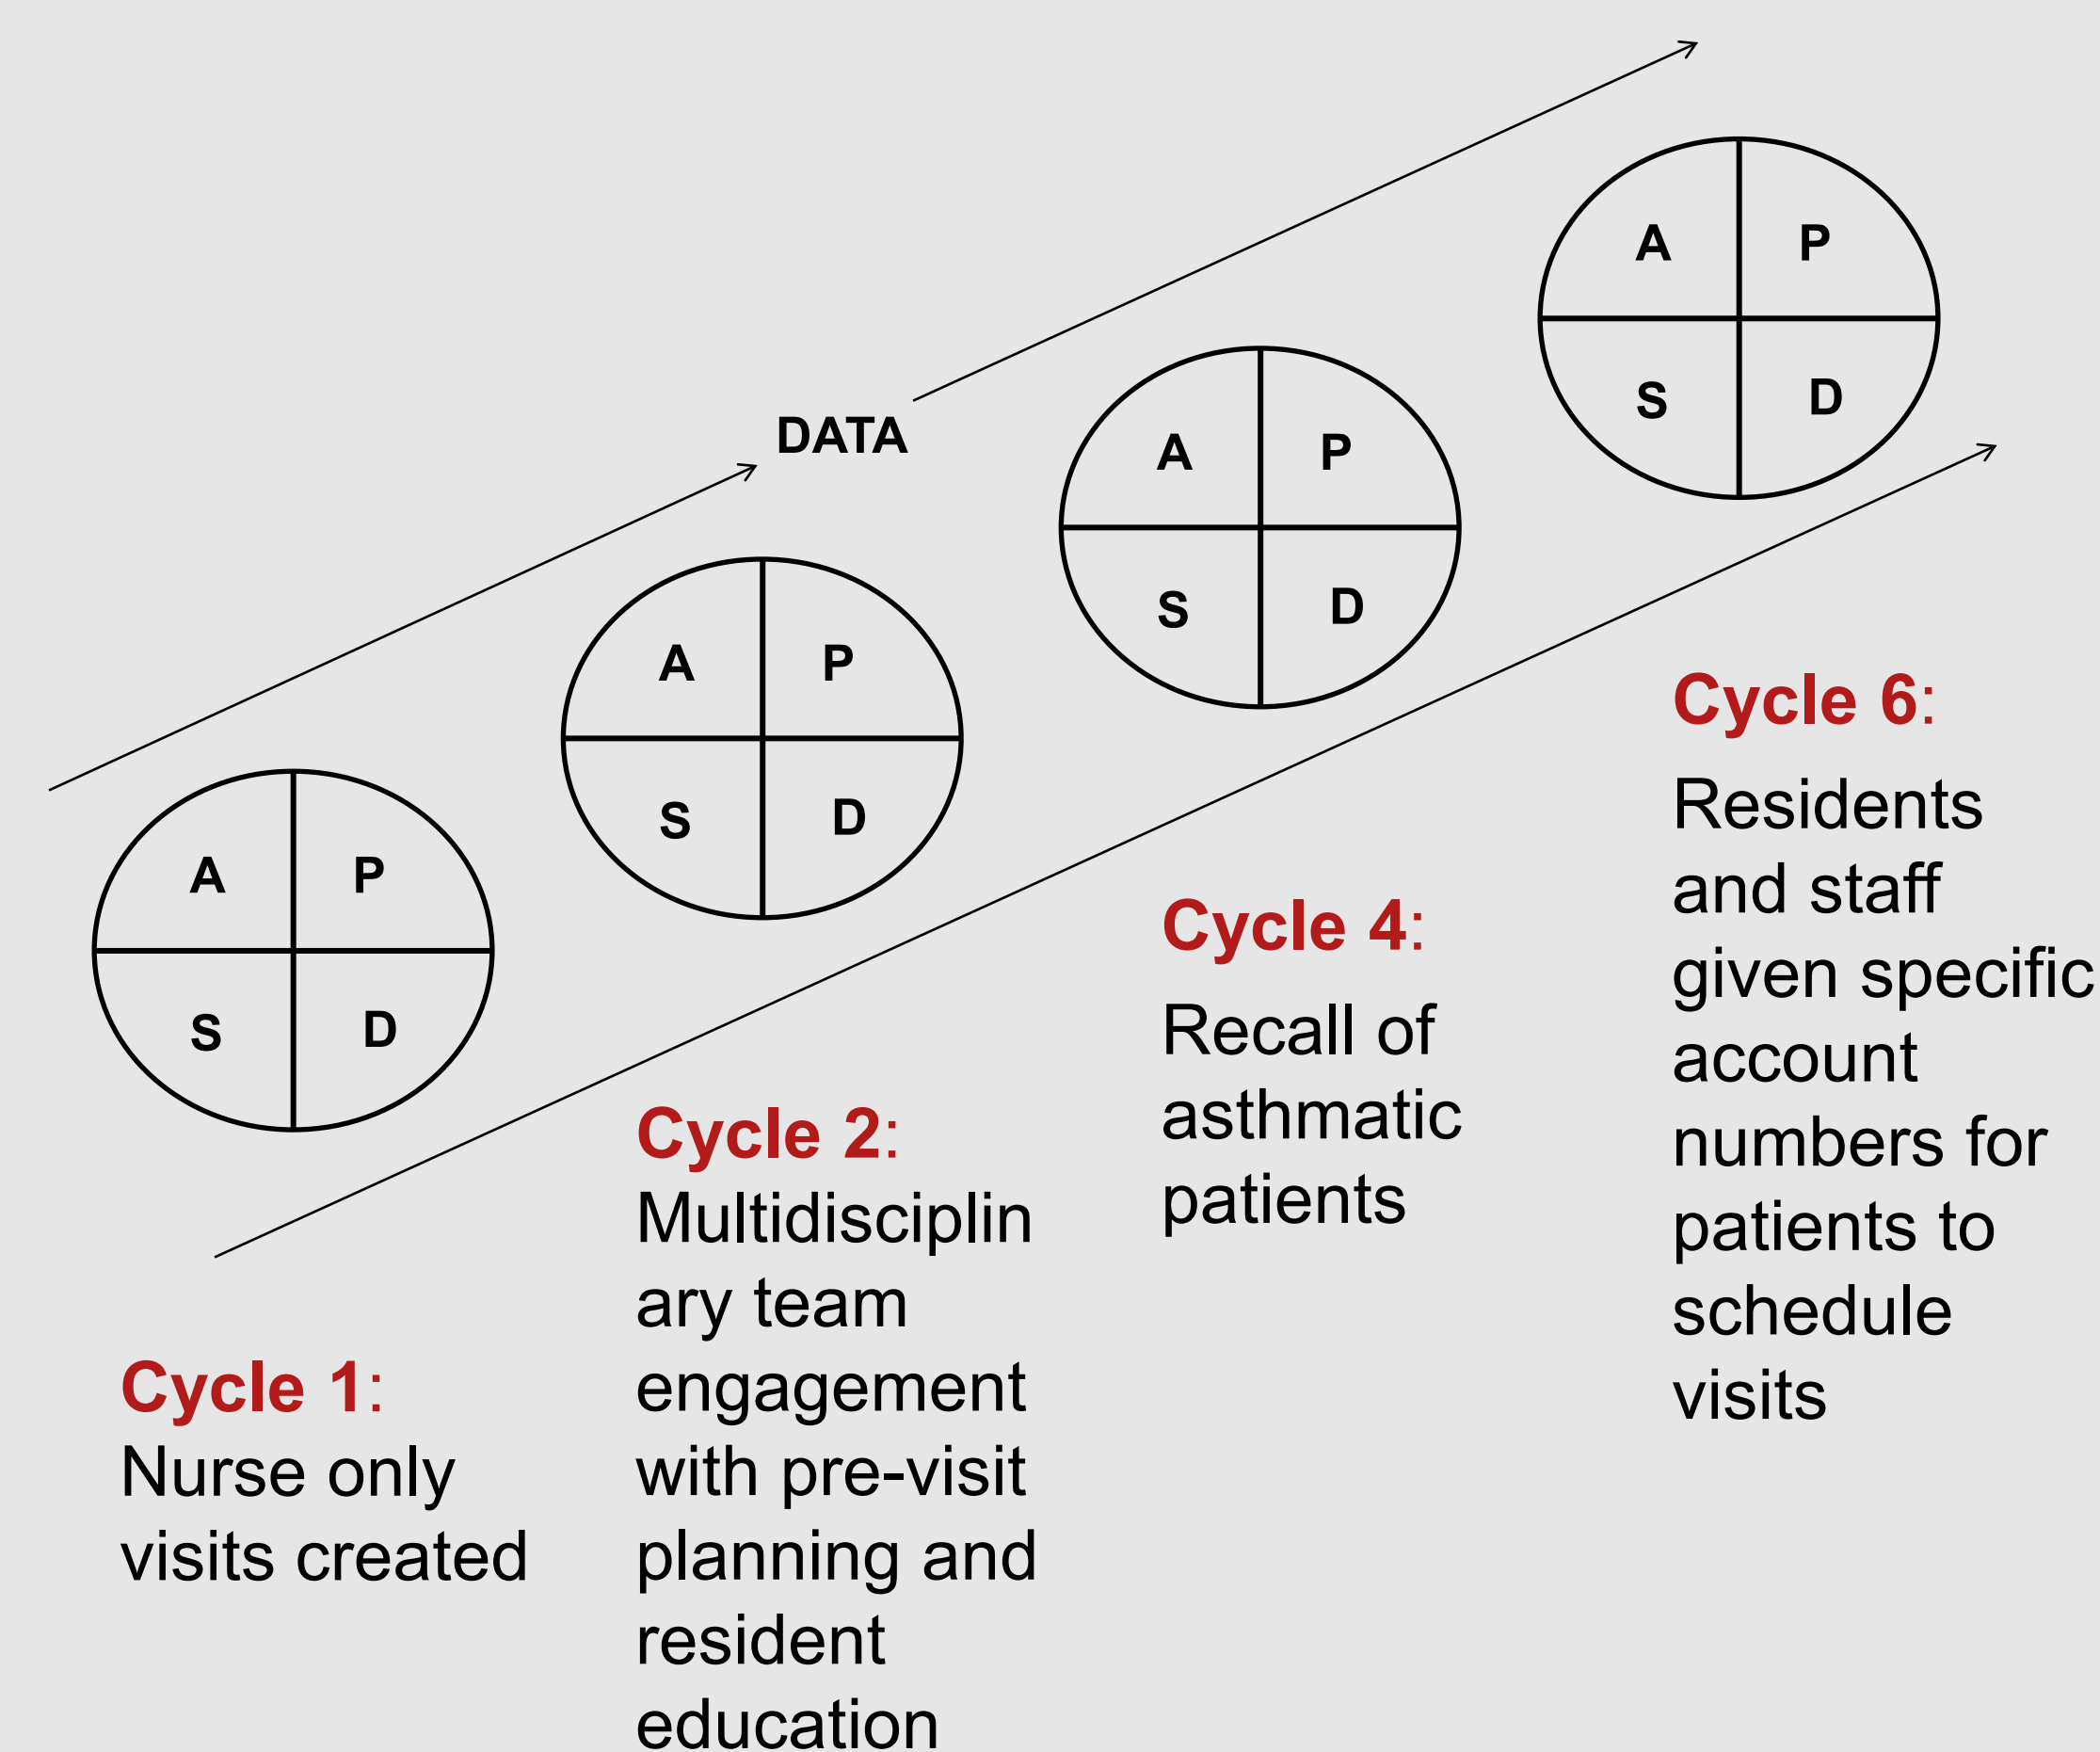 DATA
A P
S D
A P
S D
A P
S D
A P
S D
Cycle 1:
Nurse only
visits created
Cycle 2:
Multidisciplin
ary team
engagement
with pre-visit
planning and
resident
education
Cycle 4:
Recall of
asthmatic
patients
Cycle 6:
Residents
and staff
given specific
account
numbers for
patients to
schedule
visits